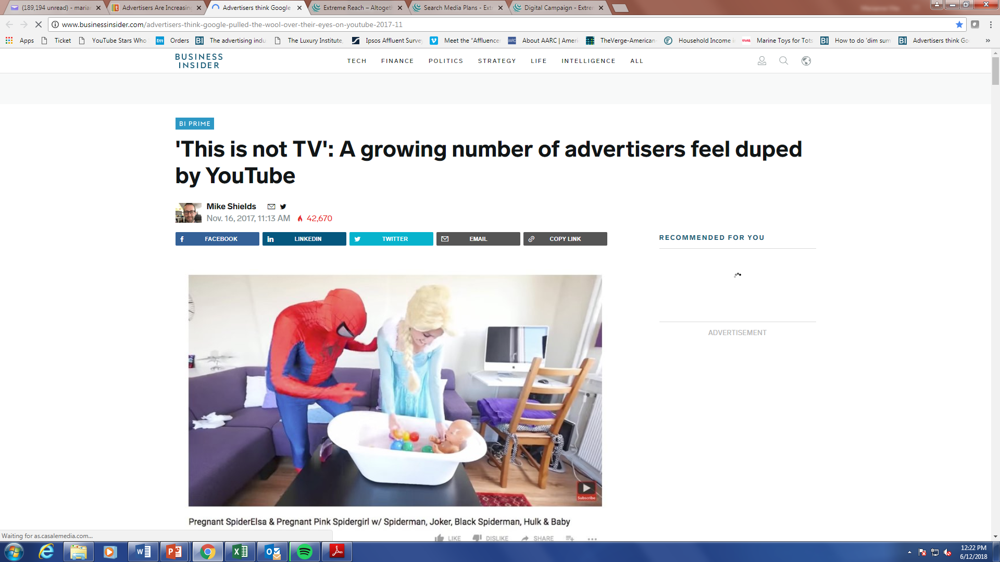 (189,194 unread) - maria
Advertisers Are Increasin
Advertisers think Google
Extreme Reach – Altoget
Search Media Plans - Ext
Digital Campaign - Extre
www.businessinsider.com/advertisers-think-google-pulled-the-wool-over-their-eyes-on-youtube-2017-11
Apps
Ticket
YouTube Stars Who
tm Orders
BI The advertising indu
The Luxury Institute,
Ipsos Affluent Surve
Meet the "Affluence
AARC About AARC | Ameri
TheVerge-American-
Household Income i
Marine Toys for Tots
BI How to do 'dim sum
BI Advertisers think Go
»
BUSINESS
INSIDER
TECH FINANCE POLITICS STRATEGY LIFE INTELLIGENCE ALL
BI PRIME
'This is not TV': A growing number of advertisers feel duped
by YouTube
Mike Shields
Nov. 16, 2017, 11:13 AM 42,670
FACEBOOK LINKEDIN TWITTER EMAIL COPY LINK
RECOMMENDED FOR YOU
ADVERTISEMENT
Subscribe
Pregnant SpiderElsa & Pregnant Pink Spidergirl w/ Spiderman, Joker, Black Spiderman, Hulk & Baby
LIKE DISLIKE SHARE
Waiting for as.casalemedia.com...
12:22 PM
6/12/2018